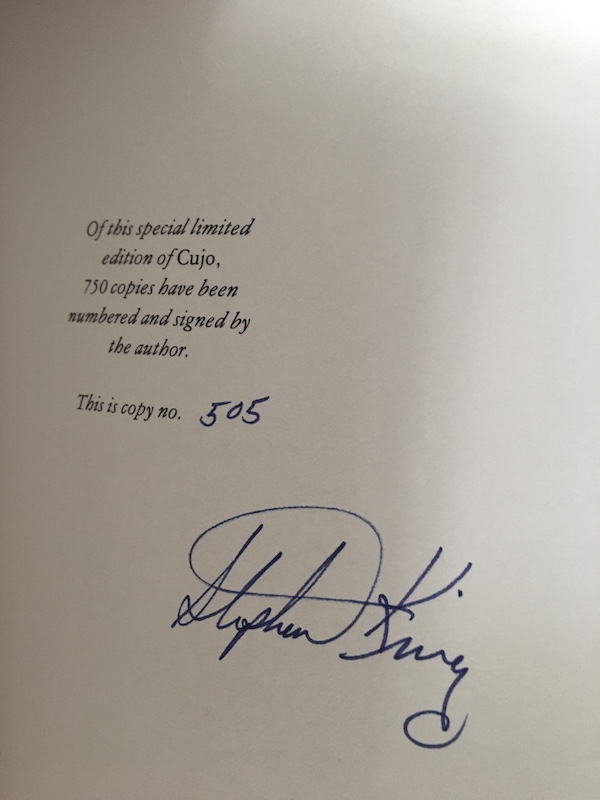 Of this special limited
edition of Cujo,
750 copies have been
numbered and signed by
the author.
This is copy no. 505
Stephen King